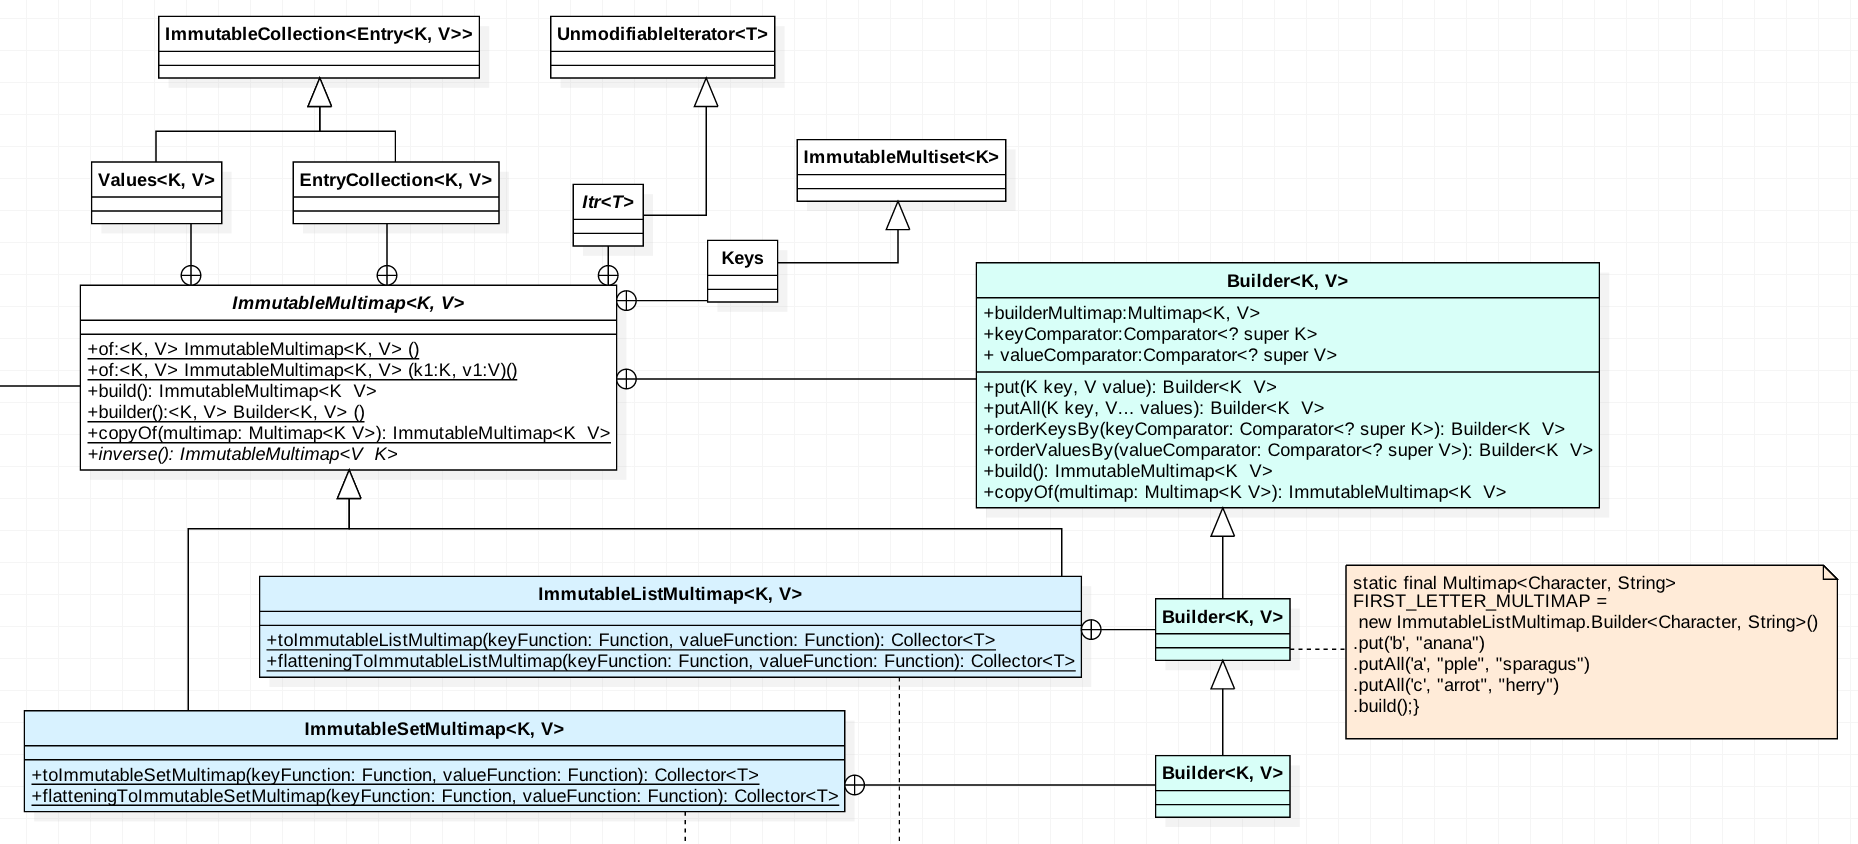 ImmutableCollection<Entry<K, V>>
UnmodifiableIterator<T>
ImmutableMultiset<K>
Values<K, V>
EntryCollection<K, V>
Itr<T>
Keys
ImmutableMultimap<K, V>
+of:<K, V> ImmutableMultimap<K, V> ()
+of:<K, V> ImmutableMultimap<K, V> (k1:K, v1:V)()
+build(): ImmutableMultimap<K  V>
+builder():<K, V> Builder<K, V> ()
+copyOf(multimap: Multimap<K V>): ImmutableMultimap<K  V>
+inverse(): ImmutableMultimap<V  K>
Builder<K, V>
+builderMultimap:Multimap<K, V>
+keyComparator:Comparator<? super K>
+ valueComparator:Comparator<? super V>
+put(K key, V value): Builder<K  V>
+putAll(K key, V... values): Builder<K  V>
+orderKeysBy(keyComparator: Comparator<? super K>): Builder<K  V>
+orderValuesBy(valueComparator: Comparator<? super V>): Builder<K  V>
+build(): ImmutableMultimap<K  V>
+copyOf(multimap: Multimap<K V>): ImmutableMultimap<K  V>
ImmutableListMultimap<K, V>
+toImmutableListMultimap(keyFunction: Function, valueFunction: Function): Collector<T>
+flatteningToImmutableListMultimap(keyFunction: Function, valueFunction: Function): Collector<T>
Builder<K, V>
static final Multimap<Character, String>
FIRST_LETTER_MULTIMAP =
new ImmutableListMultimap.Builder<Character, String>()
.put('b', "anana")
.putAll('a', "pple", "sparagus")
.putAll('c', "arrot", "herry")
.build();}
ImmutableSetMultimap<K, V>
+toImmutableSetMultimap(keyFunction: Function, valueFunction: Function): Collector<T>
+flatteningToImmutableSetMultimap(keyFunction: Function, valueFunction: Function): Collector<T>
Builder<K, V>